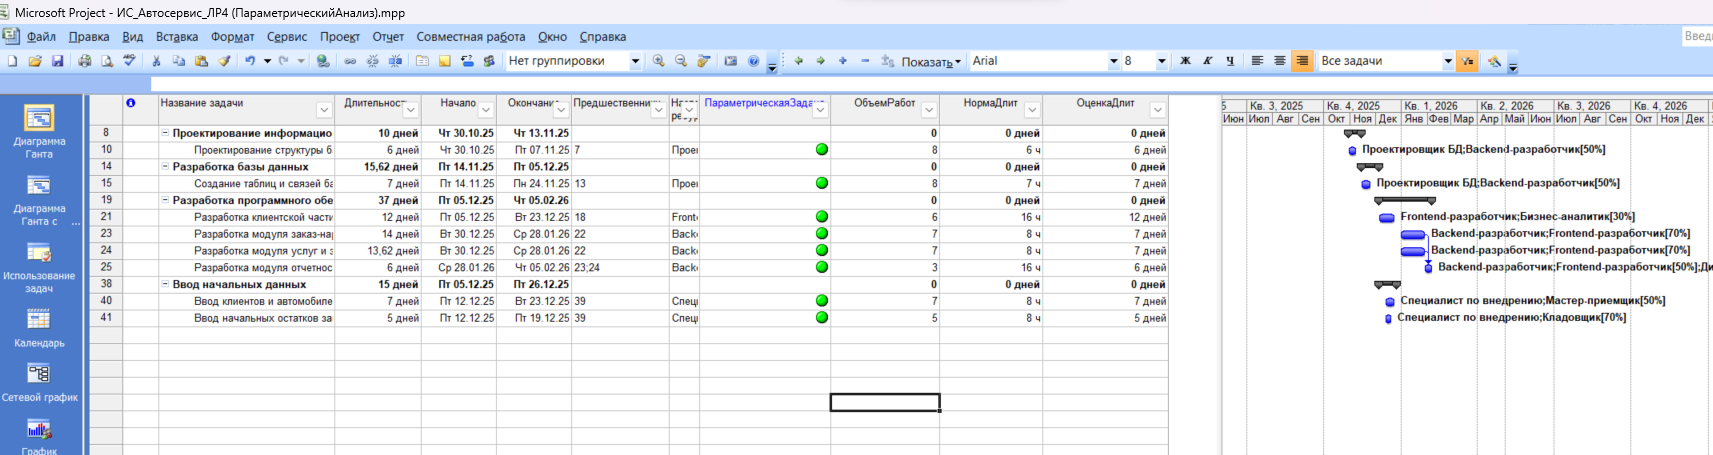 Microsoft Project - ИС_Автосервис_ЛР4 (ПараметрическийАнализ).mpp
Файл Правка Вид Вставка Формат Сервис Проект Отчет Совместная работа Окно Справка
Нет группировки Показать Arial 8 Ж К Ч Все задачи
Название задачи Длительность Начало Окончание Предшественни ПараметрическаяЗада ОбъемРабот НормаДлит ОценкаДлит
Кв. 3, 2025 Кв. 4, 2025 Кв. 1, 2026 Кв. 2, 2026 Кв. 3, 2026 Кв. 4, 2026
Июн Июл Авг Сен Окт Ноя Дек Янв Фев Мар Апр Май Июн Июл Авг Сен Окт Ноя Дек
8 Проектирование информацио 10 дней Чт 30.10.25 Чт 13.11.25 0 0 дней 0 дней
10 Проектирование структуры б 6 дней Чт 30.10.25 Пт 07.11.25 7 Прое 8 6 ч 6 дней Проектировщик БД;Backend-разработчик[50%]
14 Разработка базы данных 15,62 дней Пт 14.11.25 Пт 05.12.25 0 0 дней 0 дней
15 Создание таблиц и связей ба 7 дней Пт 14.11.25 Пн 24.11.25 13 Прое 8 7 ч 7 дней Проектировщик БД;Backend-разработчик[50%]
19 Разработка программного обе 37 дней Пт 05.12.25 Чт 05.02.26 0 0 дней 0 дней
21 Разработка клиентской части 12 дней Пт 05.12.25 Вт 23.12.25 18 Front 6 16 ч 12 дней Frontend-разработчик;Бизнес-аналитик[30%]
23 Разработка модуля заказ-на 14 дней Вт 30.12.25 Ср 28.01.26 22 Back 7 8 ч 7 дней Backend-разработчик;Frontend-разработчик[70%]
24 Разработка модуля услуг и з 13,62 дней Вт 30.12.25 Ср 28.01.26 22 Back 7 8 ч 7 дней Backend-разработчик;Frontend-разработчик[70%]
25 Разработка модуля отчетнос 6 дней Ср 28.01.26 Чт 05.02.26 23;24 Back 3 16 ч 6 дней Backend-разработчик;Frontend-разработчик[50%];Ди
38 Ввод начальных данных 15 дней Пт 05.12.25 Пт 26.12.25 0 0 дней 0 дней
40 Ввод клиентов и автомобиле 7 дней Пт 12.12.25 Вт 23.12.25 39 Спец 7 8 ч 7 дней Специалист по внедрению;Мастер-приемщик[50%]
41 Ввод начальных остатков за 5 дней Пт 12.12.25 Пт 19.12.25 39 Спец 5 8 ч 5 дней Специалист по внедрению;Кладовщик[70%]
Диаграмма
Ганта
Диаграмма
Ганта с ...
Использование
задач
Календарь
Сетевой график
График